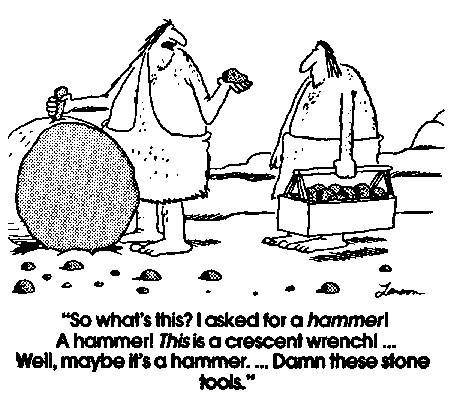 Larson
"So what's this? I asked for a hammer!
A hammer! This is a crescent wrench! ...
Well, maybe it's a hammer. ... Damn these stone
tools."